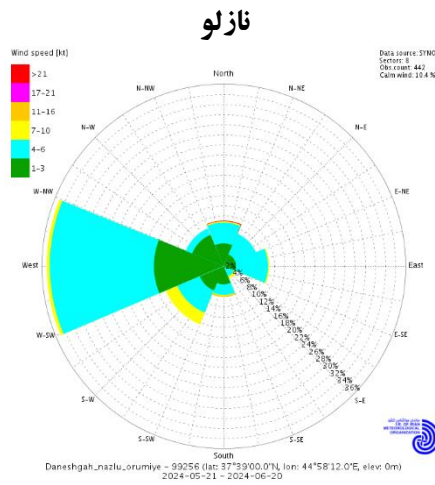 نازلو
Wind speed [kt]
>21
17-21
11-16
7-10
4-6
1-3
Data source: SYNO
Sectors: 8
Obs.count: 442
Calm wind: 10.4 %
North
N-NW
N-NE
N-W
N-E
W-NW
E-NE
West
East
W-SW
E-SE
S-W
S-E
S-SW
S-SE
South
2%
4%
6%
8%
10%
12%
14%
16%
18%
20%
22%
24%
26%
28%
30%
32%
34%
36%
METEOROLOGICAL
ORGANIZATION
Daneshgah_nazlu_orumiye - 99256 (lat: 37°39'00.0"N, lon: 44°58'12.0"E, elev: 0m)
2024-05-21 - 2024-06-20